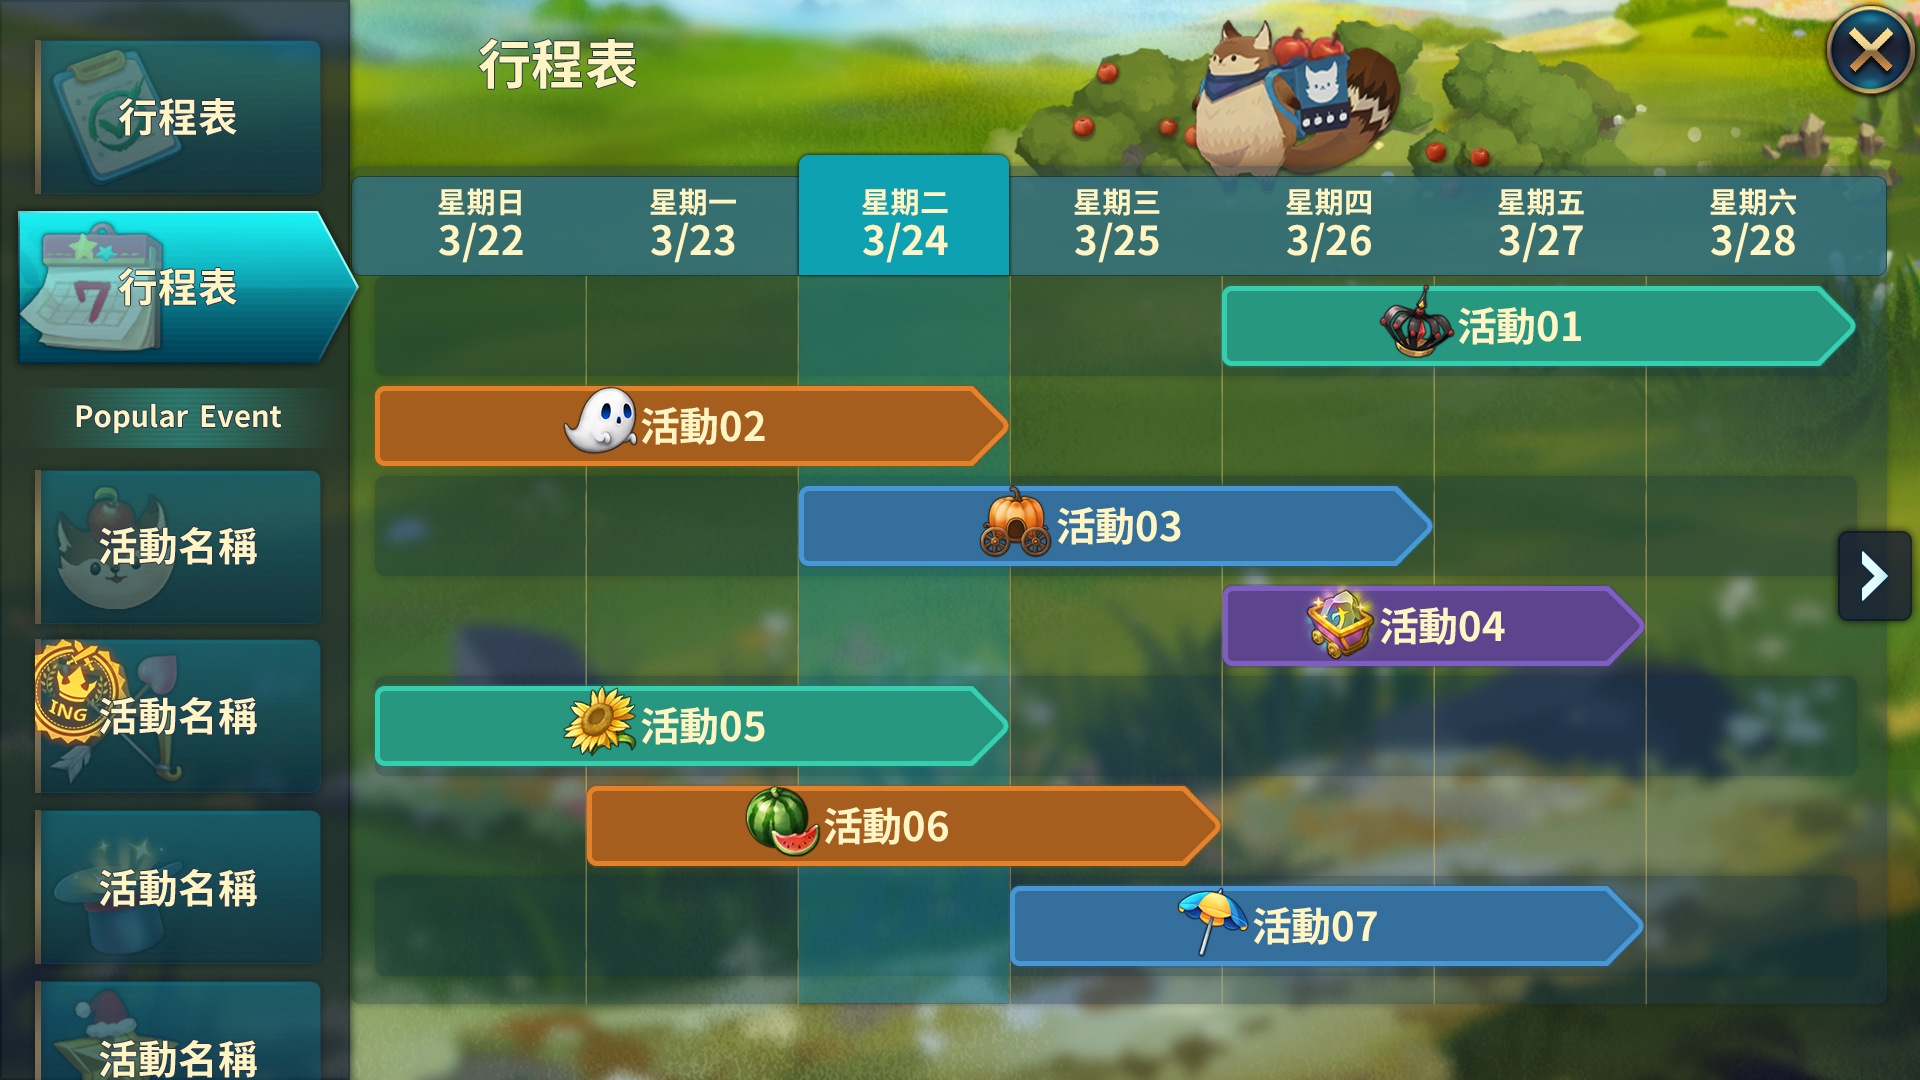 行程表
行程表
Popular Event
活動名稱
ING
活動名稱
活動名稱
活動名稱
行程表
星期日
3/22
星期一
3/23
星期二
3/24
星期三
3/25
星期四
3/26
星期五
3/27
星期六
3/28
7
活動01
活動02
活動03
活動04
活動05
活動06
活動07